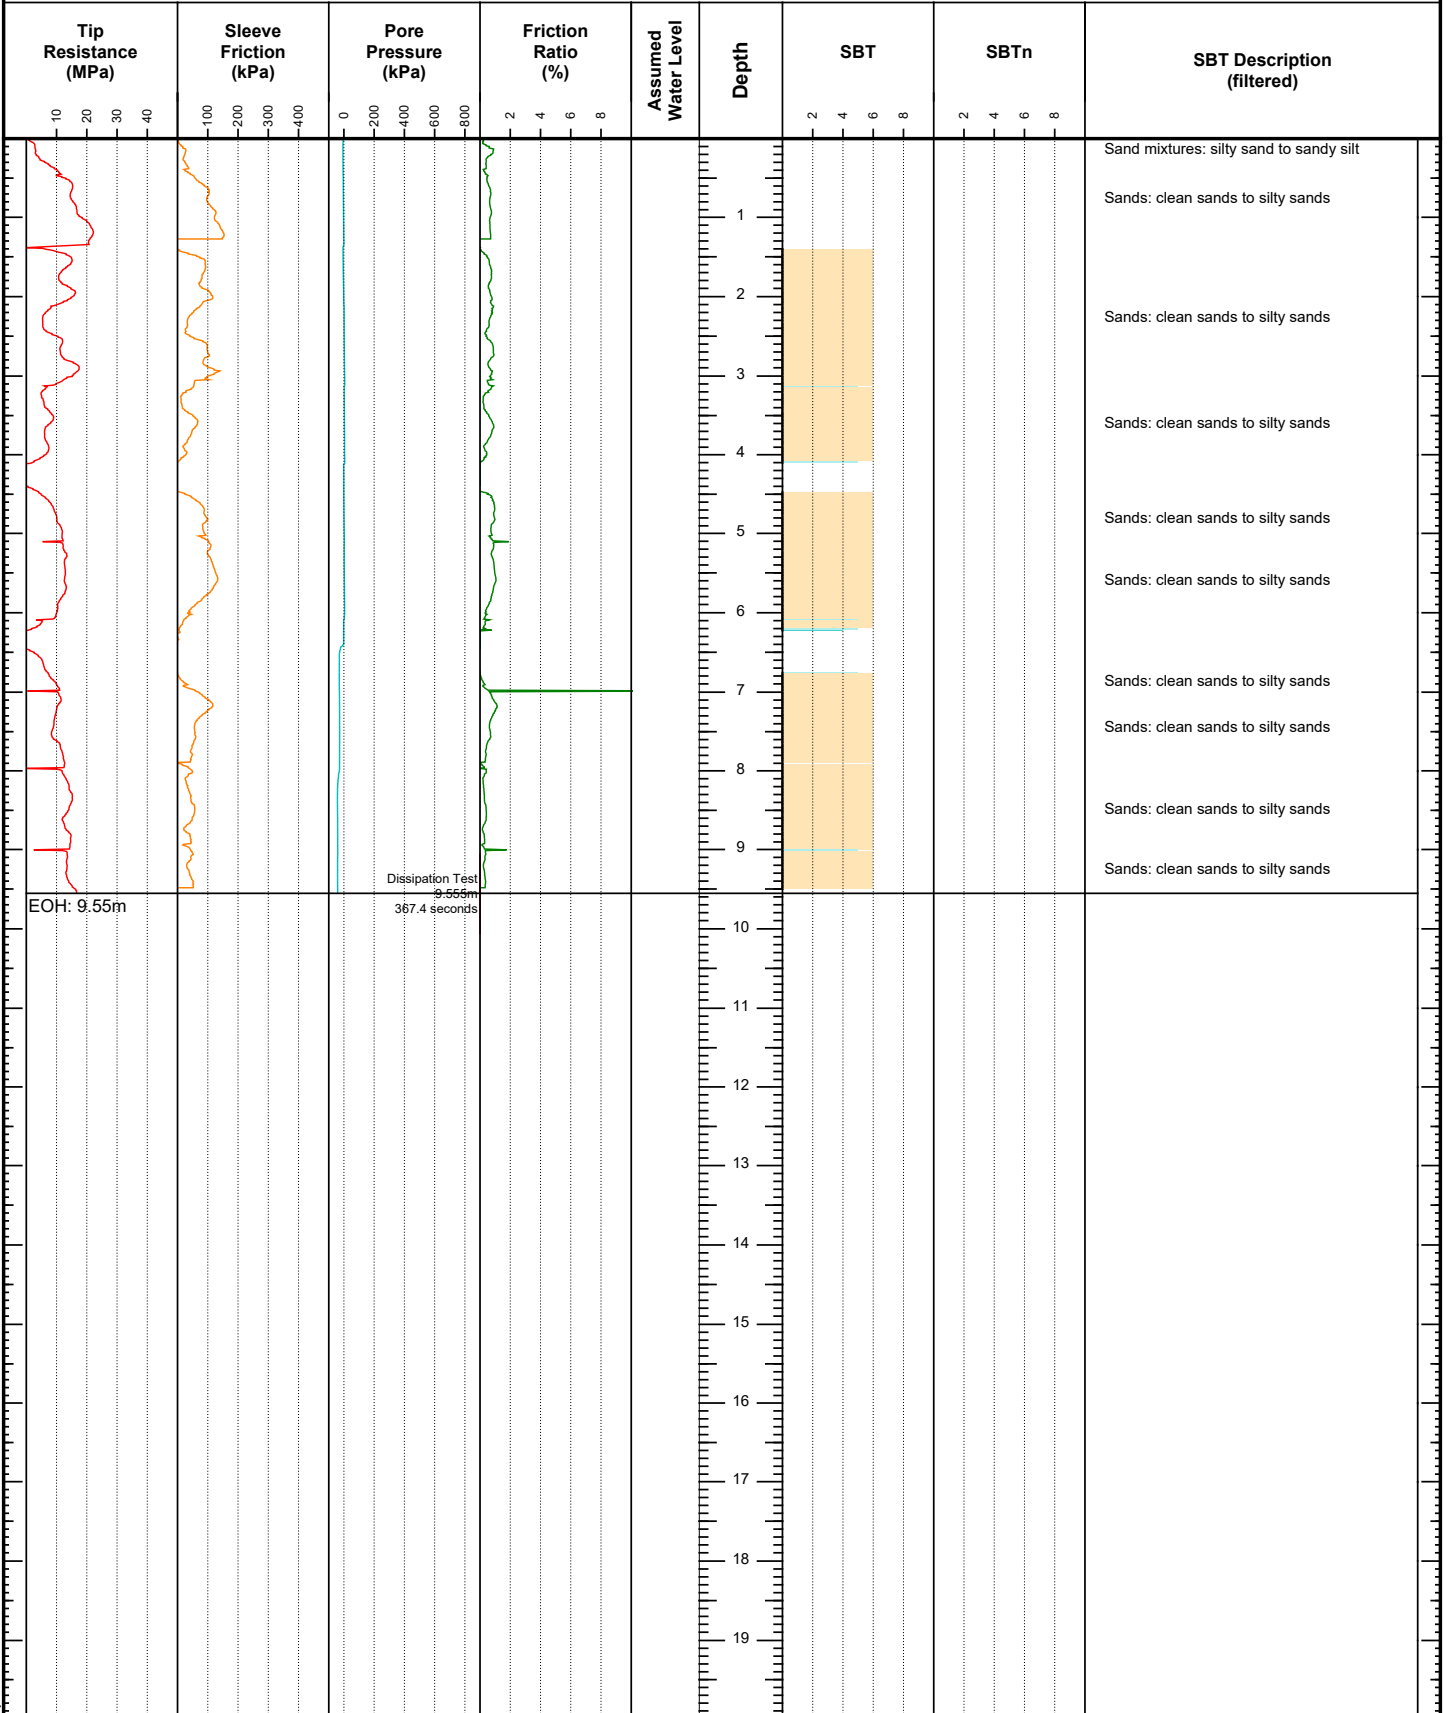 Tip
Resistance
(MPa)
Sleeve
Friction
(kPa)
Pore
Pressure
(kPa)
Friction
Ratio
(%)
Assumed
Water Level
Depth
SBT
SBTn
SBT Description
(filtered)
10 20 30 40
100 200 300 400
0 200 400 600 800
2 4 6 8
2 4 6 8
2 4 6 8
Sand mixtures: silty sand to sandy silt
Sands: clean sands to silty sands
1
2
Sands: clean sands to silty sands
3
Sands: clean sands to silty sands
4
Sands: clean sands to silty sands
5
Sands: clean sands to silty sands
6
Sands: clean sands to silty sands
7
Sands: clean sands to silty sands
8
Sands: clean sands to silty sands
9
Sands: clean sands to silty sands
Dissipation Test
9.555m
367.4 seconds
EOH: 9.55m
10
11
12
13
14
15
16
17
18
19